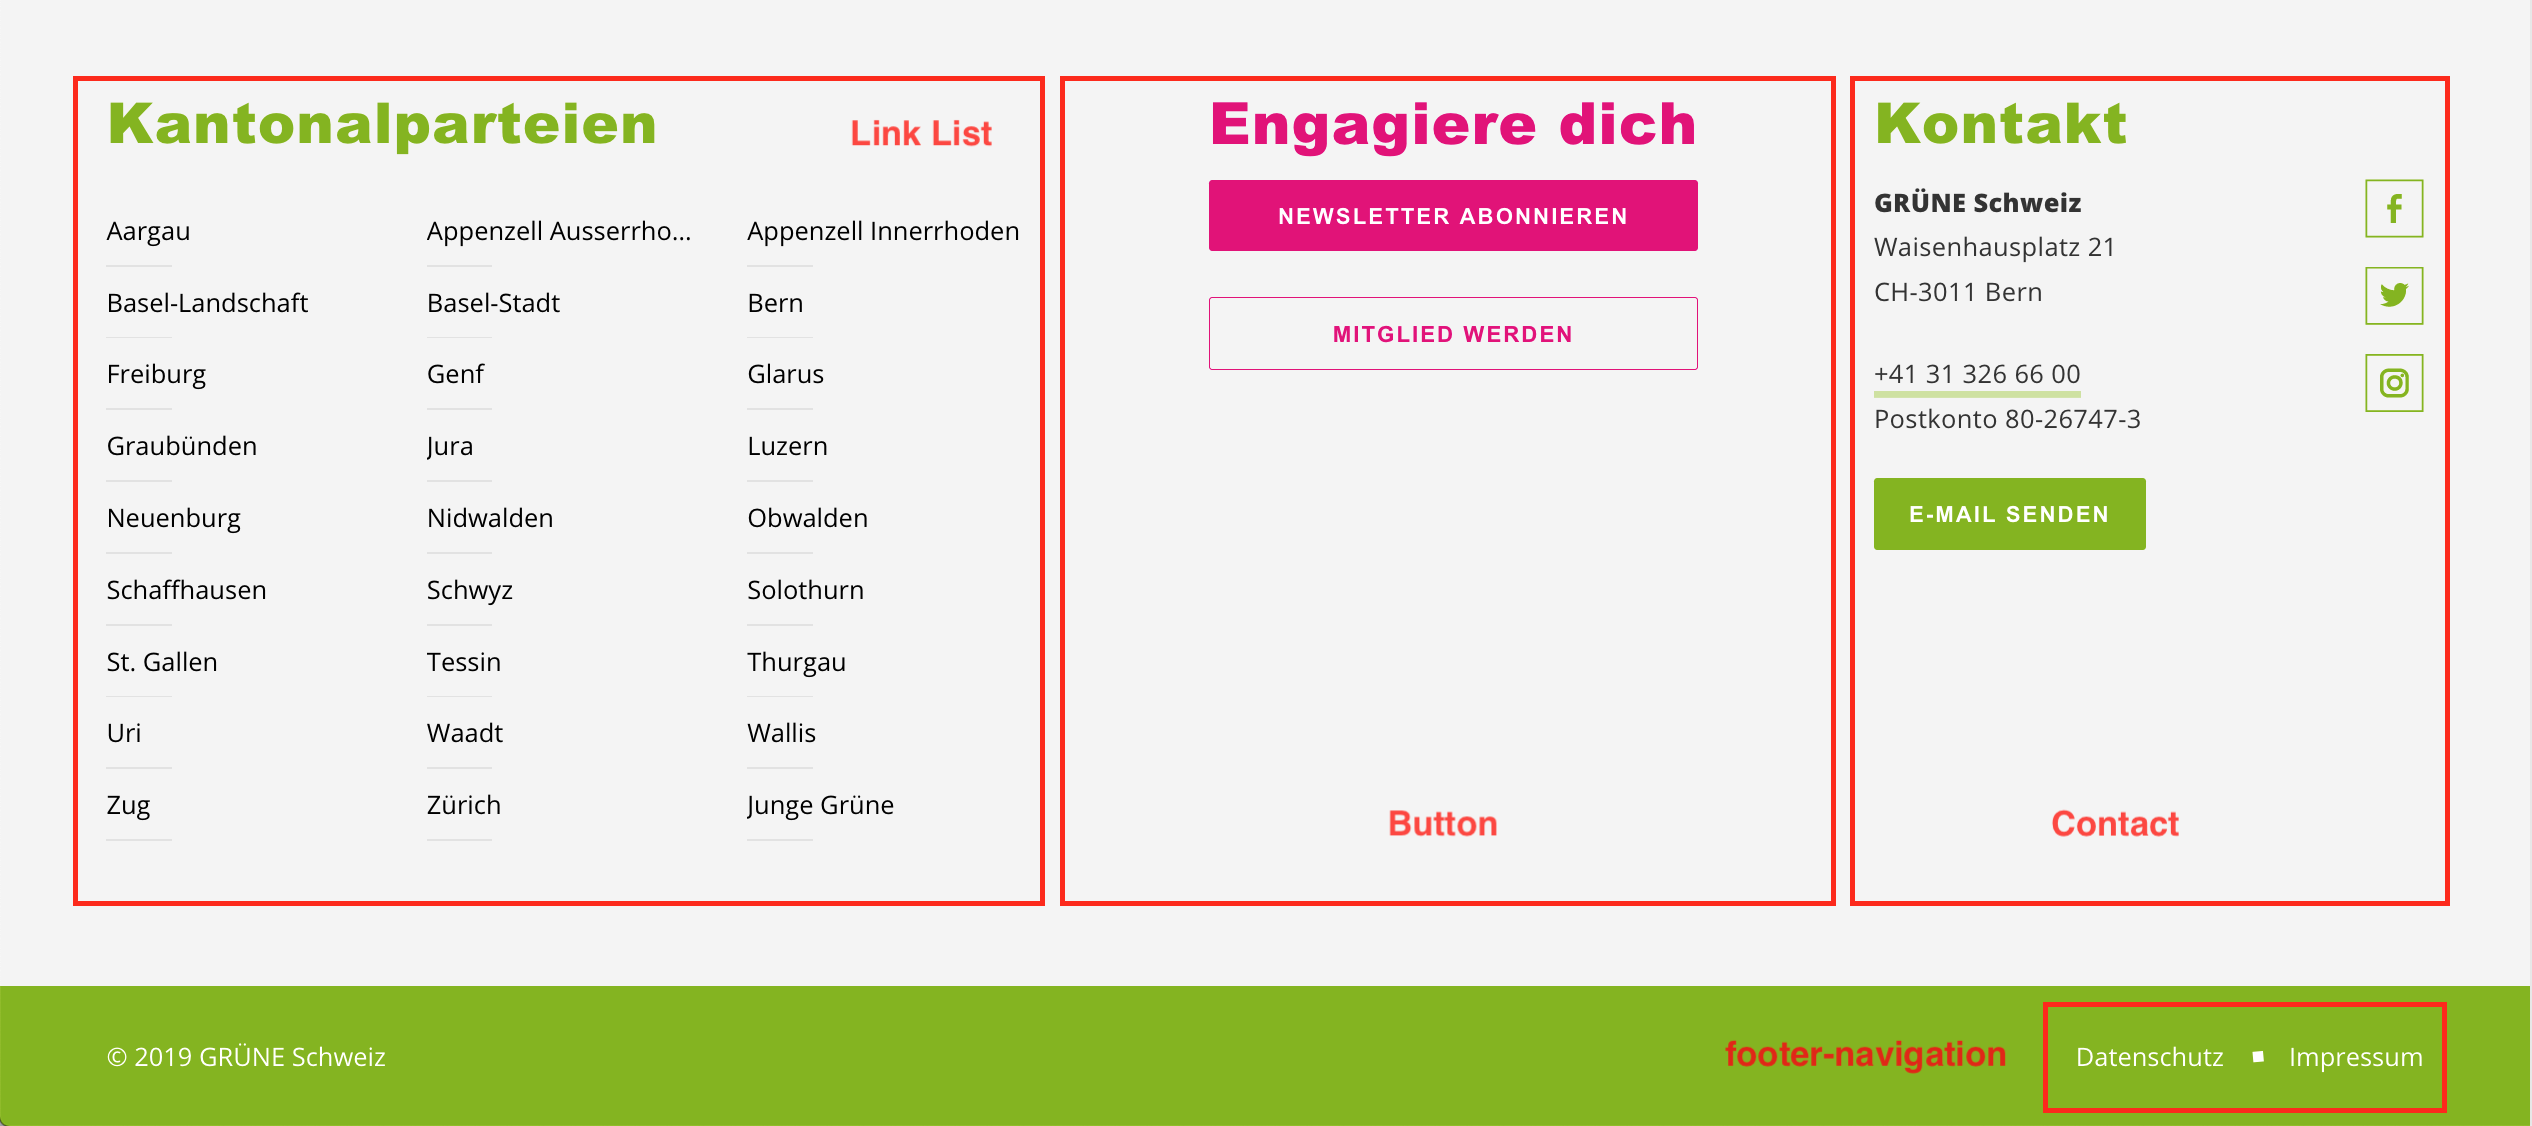 Kantonalparteien
Link List
Aargau
Appenzell Ausserrho...
Appenzell Innerrhoden
Basel-Landschaft
Basel-Stadt
Bern
Freiburg
Genf
Glarus
Graubünden
Jura
Luzern
Neuenburg
Nidwalden
Obwalden
Schaffhausen
Schwyz
Solothurn
St. Gallen
Tessin
Thurgau
Uri
Waadt
Wallis
Zug
Zürich
Junge Grüne
Engagiere dich
NEWSLETTER ABONNIEREN
MITGLIED WERDEN
Button
Kontakt
GRÜNE Schweiz
Waisenhausplatz 21
CH-3011 Bern
+41 31 326 66 00
Postkonto 80-26747-3
E-MAIL SENDEN
Contact
© 2019 GRÜNE Schweiz
footer-navigation
Datenschutz ▪ Impressum